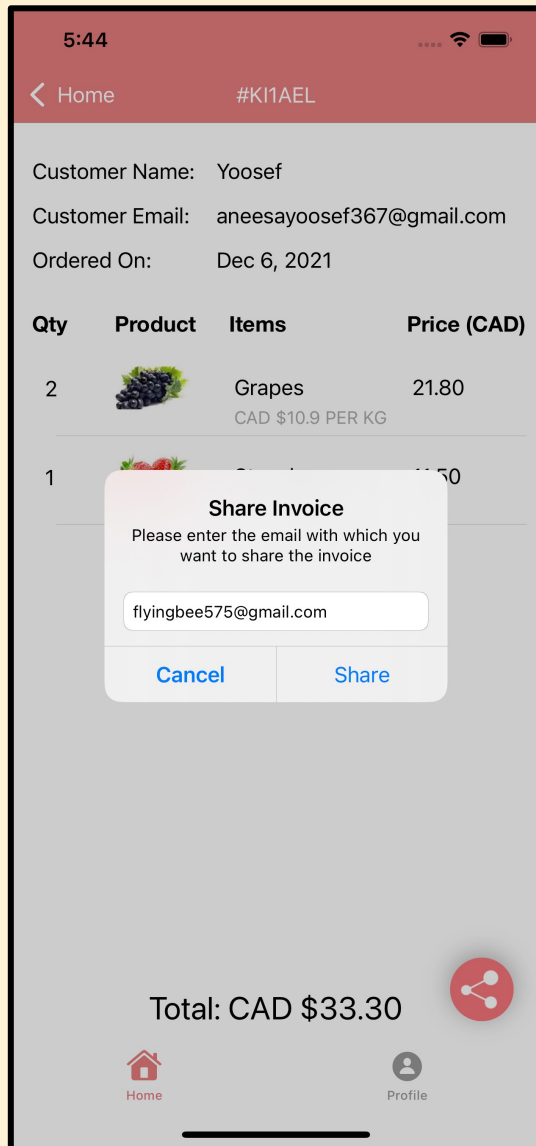 5:44
Home #KI1AEL
Customer Name: Yoosef
Customer Email: aneesayoosef367@gmail.com
Ordered On: Dec 6, 2021
Qty Product Items Price (CAD)
2 Grapes 21.80
CAD $10.9 PER KG
1
Share Invoice
Please enter the email with which you
want to share the invoice
flyingbee575@gmail.com
Cancel Share
Total: CAD $33.30
Home Profile